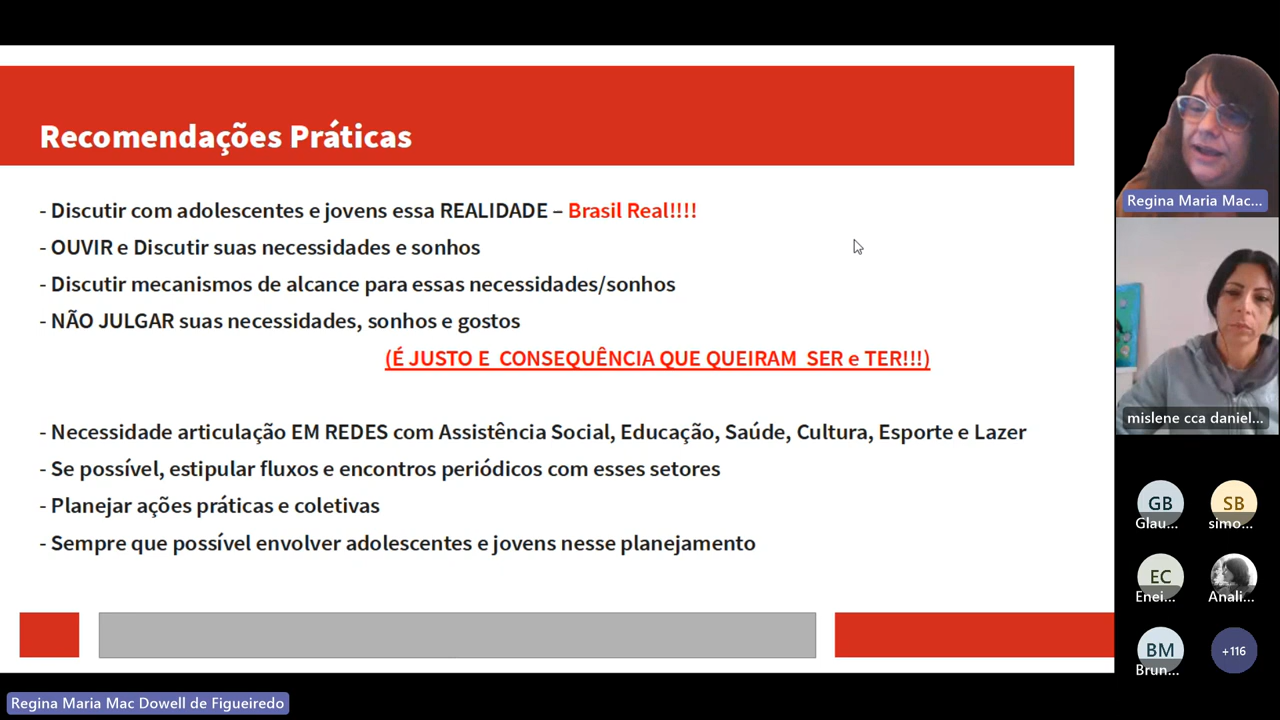 Recomendações Práticas
- Discutir com adolescentes e jovens essa REALIDADE – Brasil Real!!!!
- OUVIR e Discutir suas necessidades e sonhos
- Discutir mecanismos de alcance para essas necessidades/sonhos
- NÃO JULGAR suas necessidades, sonhos e gostos
(É JUSTO E CONSEQUÊNCIA QUE QUEIRAM SER e TER!!!)
- Necessidade articulação EM REDES com Assistência Social, Educação, Saúde, Cultura, Esporte e Lazer
- Se possível, estipular fluxos e encontros periódicos com esses setores
- Planejar ações práticas e coletivas
- Sempre que possível envolver adolescentes e jovens nesse planejamento
Regina Maria Mac...
mislene cca daniel...
GB
Glau...
SB
simo...
EC
Enei...
Anali...
BM
Brun...
+116
Regina Maria Mac Dowell de Figueiredo